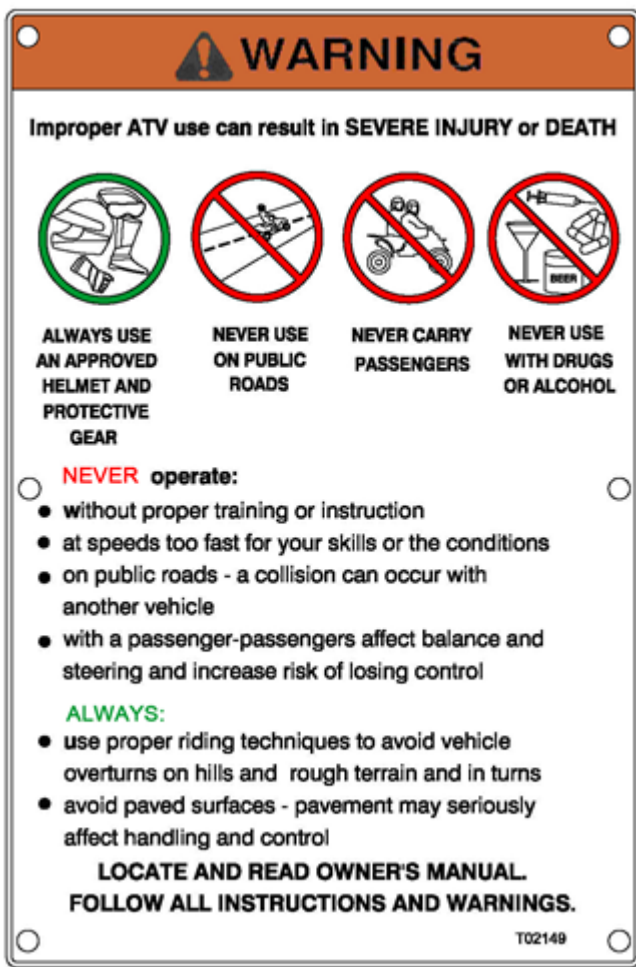 WARNING
Improper ATV use can result in SEVERE INJURY or DEATH
BEER
ALWAYS USE
AN APPROVED
HELMET AND
PROTECTIVE
GEAR
NEVER USE
ON PUBLIC
ROADS
NEVER CARRY
PASSENGERS
NEVER USE
WITH DRUGS
OR ALCOHOL
NEVER operate:
• without proper training or instruction
• at speeds too fast for your skills or the conditions
• on public roads - a collision can occur with
another vehicle
• with a passenger-passengers affect balance and
steering and increase risk of losing control
ALWAYS:
• use proper riding techniques to avoid vehicle
overturns on hills and rough terrain and in turns
• avoid paved surfaces - pavement may seriously
affect handling and control
LOCATE AND READ OWNER'S MANUAL.
FOLLOW ALL INSTRUCTIONS AND WARNINGS.
T02149